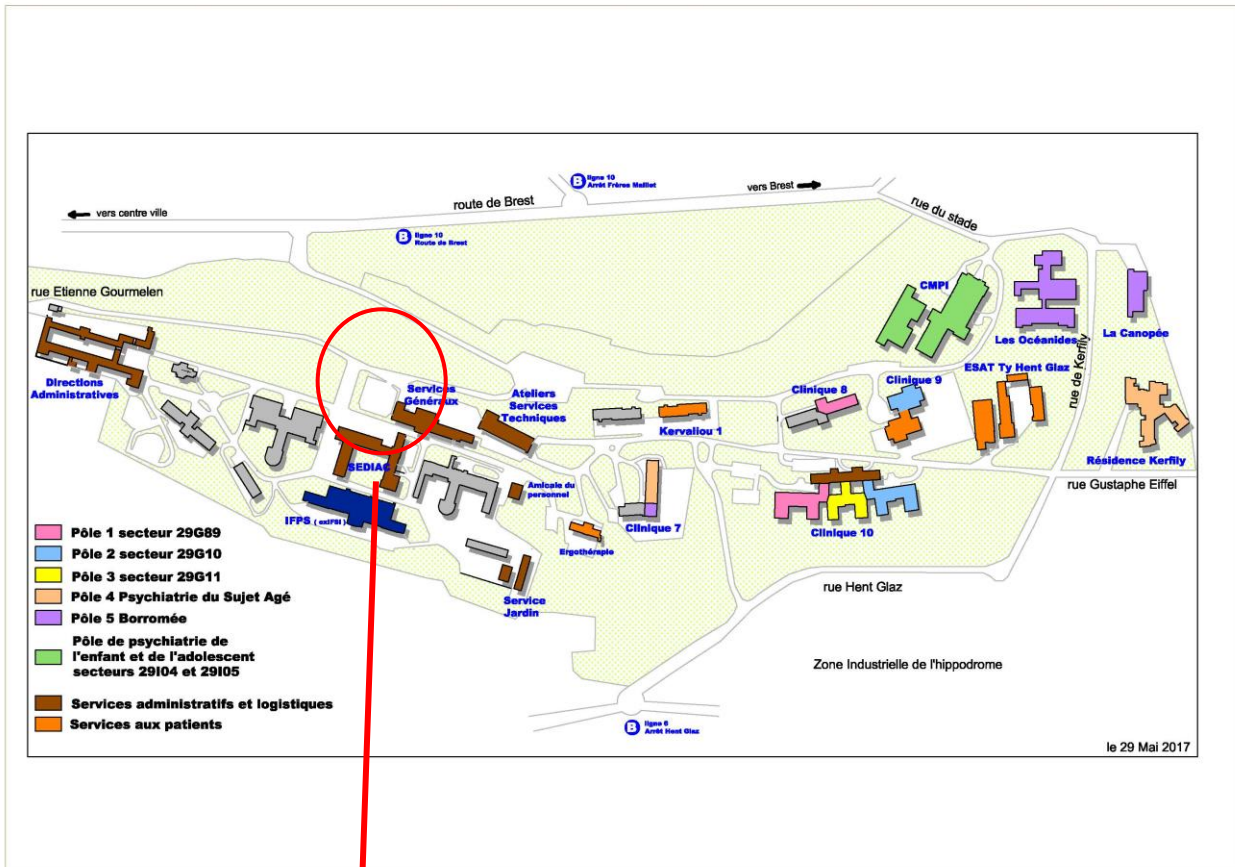 ligne 10
Arrêt Frères Maillet
vers Brest
route de Brest
vers centre ville
rue du stade
ligne 10
Route de Brest
rue Etienne Gourmelen
CMPI
Les Océanides
La Canopée
Directions
Administratives
Services
Généraux
Ateliers
Services
Techniques
Clinique 8
Clinique 9
ESAT Ty Hent Glaz
rue de Kerfily
Kervaliou 1
Résidence Kerfily
SEDIAC
Amicale du
personnel
rue Gustaphe Eiffel
IFPS ( exIFSI )
Clinique 7
Clinique 10
Ergothérapie
Service
Jardin
rue Hent Glaz
Pôle 1 secteur 29G89
Pôle 2 secteur 29G10
Pôle 3 secteur 29G11
Pôle 4 Psychiatrie du Sujet Agé
Pôle 5 Borromée
Pôle de psychiatrie de
l'enfant et de l'adolescent
secteurs 29I04 et 29I05
Services administratifs et logistiques
Services aux patients
Zone Industrielle de l'hippodrome
B ligne 6
Arrêt Hent Glaz
le 29 Mai 2017